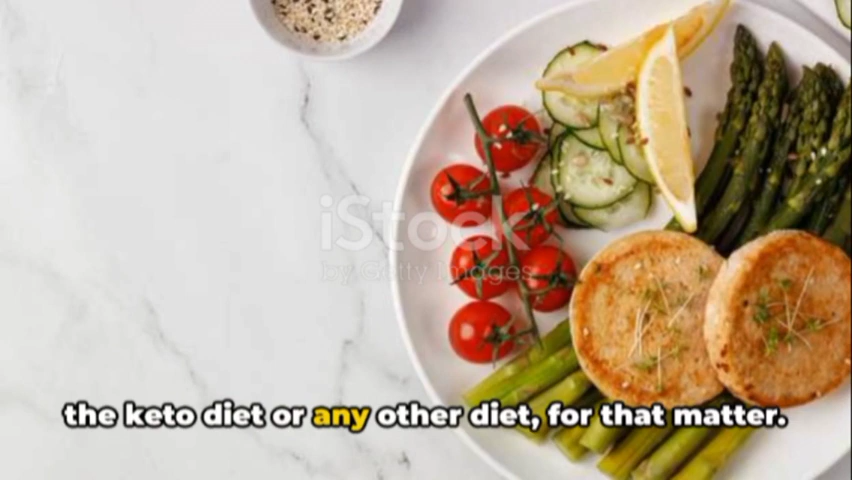 iStock
by Getty Images
the keto diet or any other diet, for that matter.